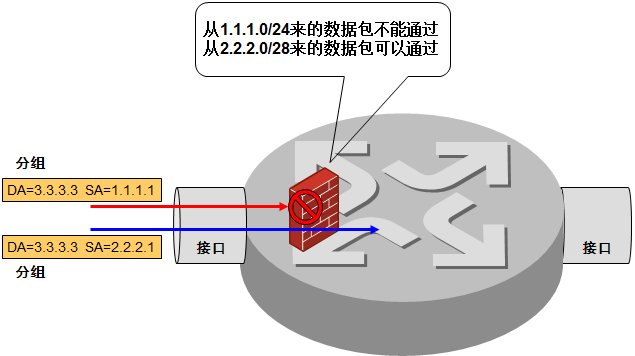 从1.1.1.0/24来的数据包不能通过
从2.2.2.0/28来的数据包可以通过
分组
DA=3.3.3.3 SA=1.1.1.1
DA=3.3.3.3 SA=2.2.2.1
分组
接口
接口